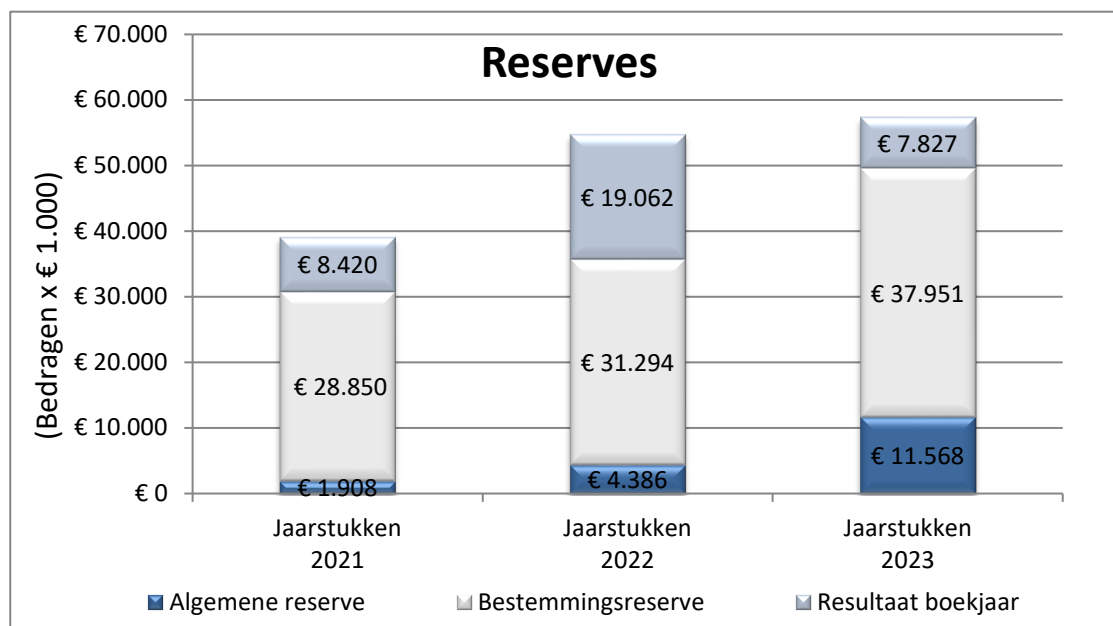 Reserves
(Bedragen x € 1.000)
€ 70.000
€ 60.000
€ 50.000
€ 40.000
€ 30.000
€ 20.000
€ 10.000
€ 0
€ 8.420
€ 28.850
€ 1.908
€ 19.062
€ 31.294
€ 4.386
€ 7.827
€ 37.951
€ 11.568
Jaarstukken
2021
Jaarstukken
2022
Jaarstukken
2023
Algemene reserve
Bestemmingsreserve
Resultaat boekjaar